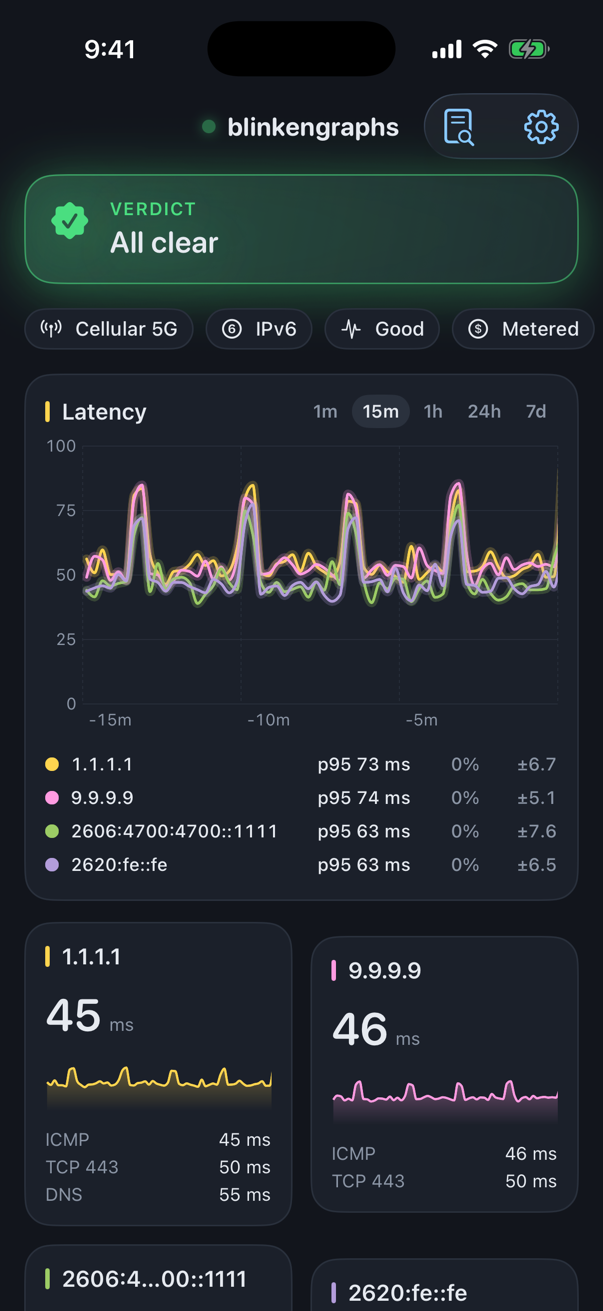 9:41
blinkengraphs
VERDICT
All clear
Cellular 5G
6 IPv6
Good
$ Metered
Latency
1m 15m 1h 24h 7d
100
75
50
25
0
-15m -10m -5m
1.1.1.1 p95 73 ms 0% ±6.7
9.9.9.9 p95 74 ms 0% ±5.1
2606:4700:4700::1111 p95 63 ms 0% ±7.6
2620:fe::fe p95 63 ms 0% ±6.5
1.1.1.1
45 ms
ICMP 45 ms
TCP 443 50 ms
DNS 55 ms
9.9.9.9
46 ms
ICMP 46 ms
TCP 443 50 ms
2606:4...00::1111
2620:fe::fe